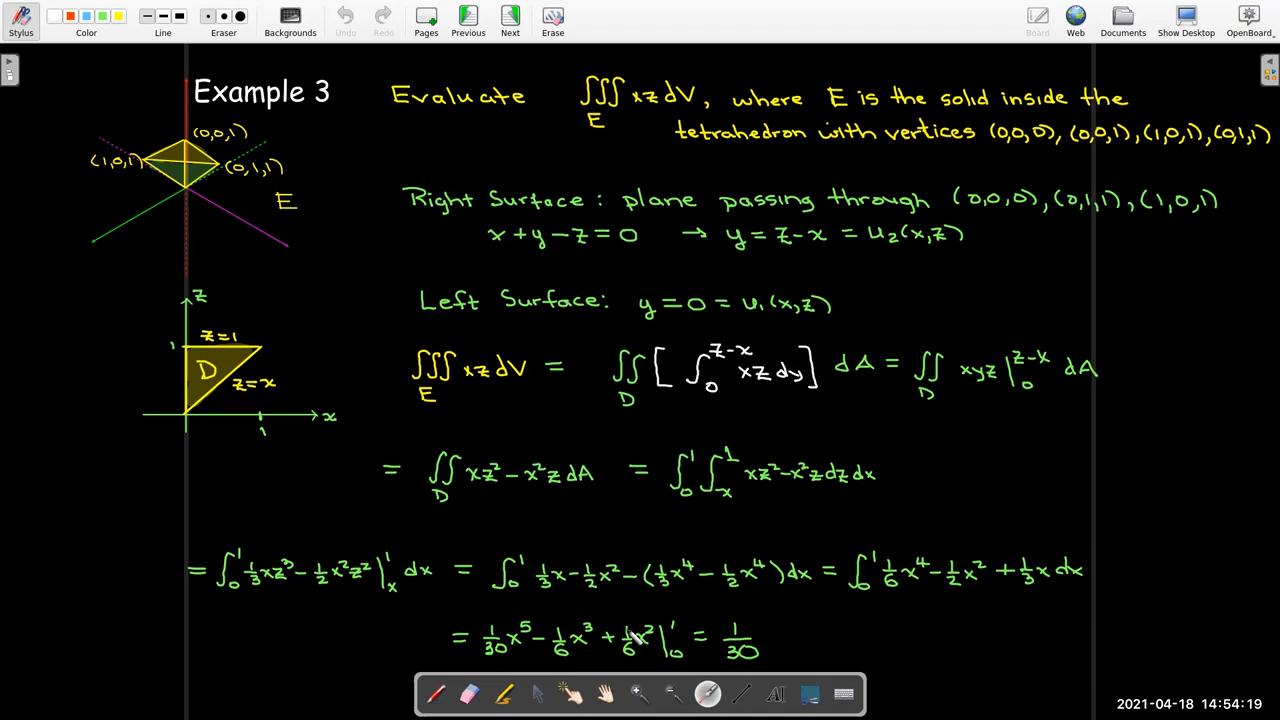 Stylus Color Line Eraser Backgrounds Undo Redo Pages Previous Next Erase Board Web Documents Show Desktop OpenBoard
Example 3
Evaluate ∭_E xz dV, where E is the solid inside the
tetrahedron with vertices (0,0,0), (0,0,1), (1,0,1), (0,1,1)
(0,0,1)
(1,0,1)
(0,1,1)
E
Right Surface: plane passing through (0,0,0), (0,1,1), (1,0,1)
x+y-z=0 → y=z-x = u₂(x,z)
Left Surface: y=0=u₁(x,z)
z
z=1
1
D
z=x
x
1
∭_E xz dV = ∬_D [∫_0^{z-x} xz dy] dA = ∬_D xyz |_0^{z-x} dA
= ∬_D xz² - x²z dA = ∫_0^1 ∫_x^1 xz² - x²z dz dx
= ∫_0^1 1/3 xz³ - 1/2 x²z² |_x^1 dx = ∫_0^1 1/3 x - 1/2 x² - (1/3 x⁴ - 1/2 x⁴) dx = ∫_0^1 1/6 x⁴ - 1/2 x² + 1/3 x dx
= 1/30 x⁵ - 1/6 x³ + 1/6 x² |_0^1 = 1/30
AI
2021-04-18 14:54:19